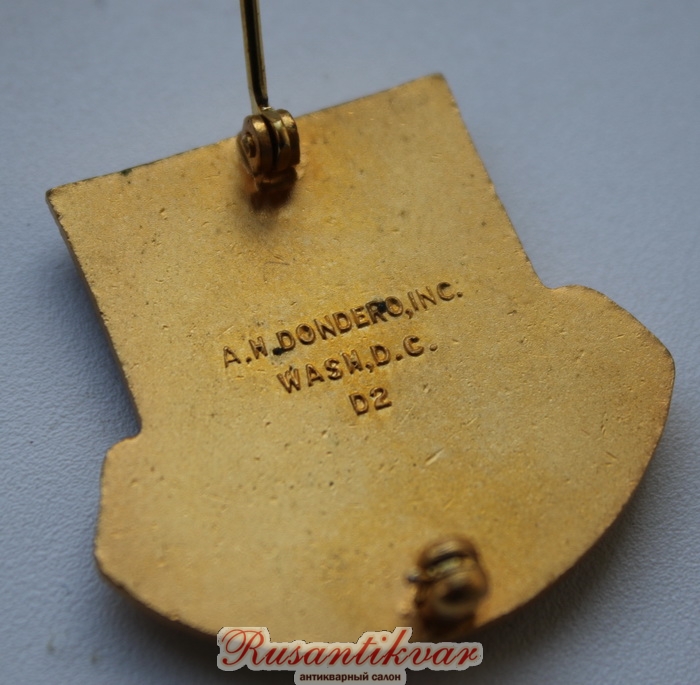 A.H.DONDERO,INC.
WASH,D.C.
D2
Rusantikvar
антикварный салон